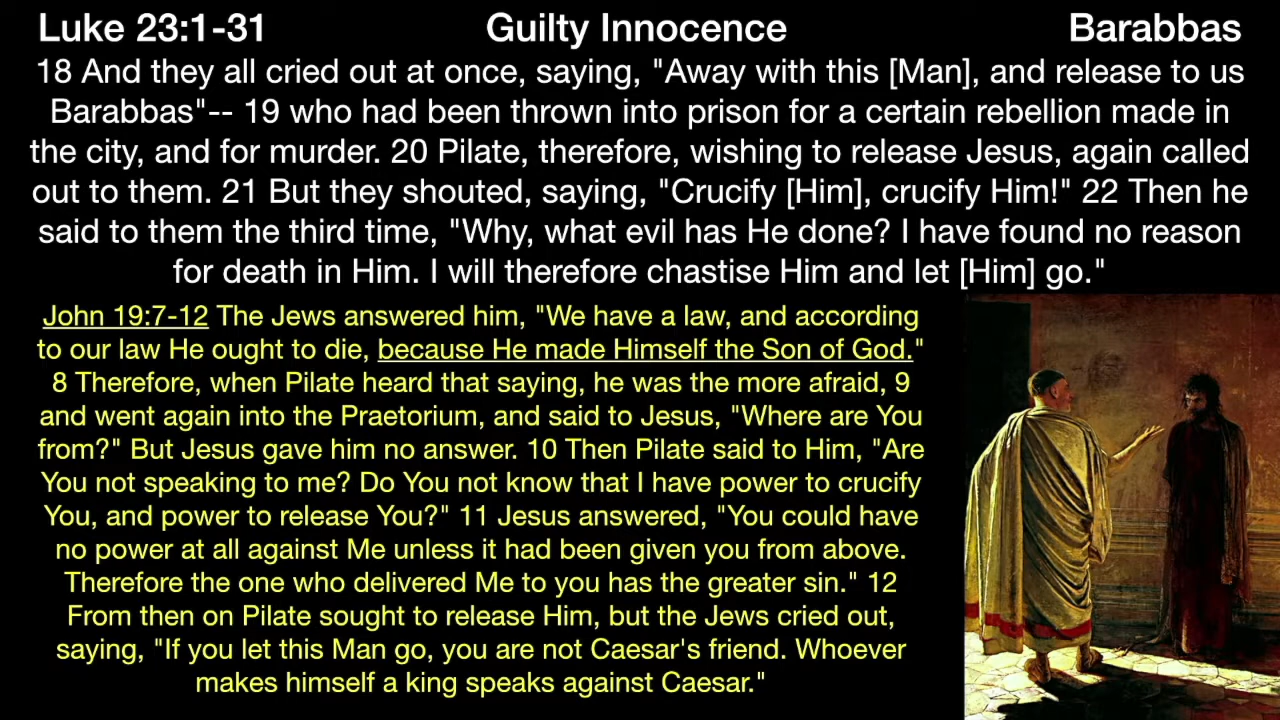 Luke 23:1-31 Guilty Innocence Barabbas
18 And they all cried out at once, saying, "Away with this [Man], and release to us
Barabbas"-- 19 who had been thrown into prison for a certain rebellion made in
the city, and for murder. 20 Pilate, therefore, wishing to release Jesus, again called
out to them. 21 But they shouted, saying, "Crucify [Him], crucify Him!" 22 Then he
said to them the third time, "Why, what evil has He done? I have found no reason
for death in Him. I will therefore chastise Him and let [Him] go."
John 19:7-12 The Jews answered him, "We have a law, and according
to our law He ought to die, because He made Himself the Son of God."
8 Therefore, when Pilate heard that saying, he was the more afraid, 9
and went again into the Praetorium, and said to Jesus, "Where are You
from?" But Jesus gave him no answer. 10 Then Pilate said to Him, "Are
You not speaking to me? Do You not know that I have power to crucify
You, and power to release You?" 11 Jesus answered, "You could have
no power at all against Me unless it had been given you from above.
Therefore the one who delivered Me to you has the greater sin." 12
From then on Pilate sought to release Him, but the Jews cried out,
saying, "If you let this Man go, you are not Caesar's friend. Whoever
makes himself a king speaks against Caesar."